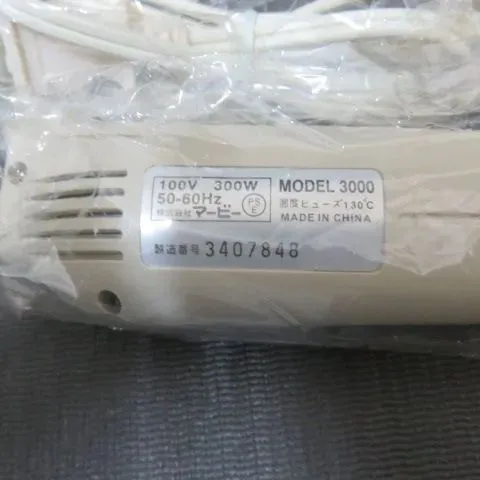 100V 300W
50-60Hz
株式会社 マービー
PS
E
MODEL 3000
温度ヒューズ130℃
MADE IN CHINA
製造番号 3407848